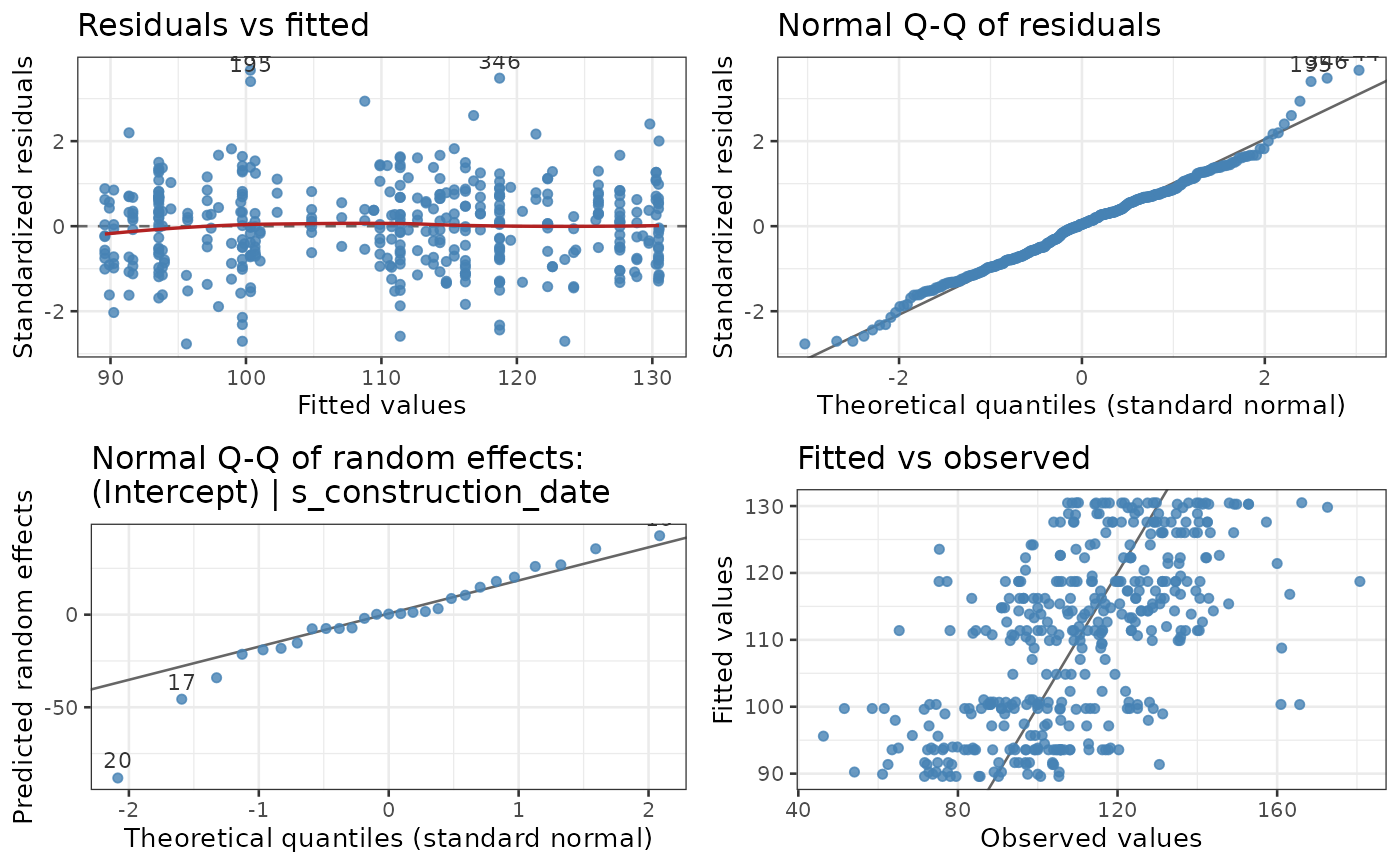 Residuals vs fitted
Standardized residuals
2
0
-2
195
346
90
100
110
120
130
Fitted values
Normal Q-Q of residuals
Standardized residuals
2
0
-2
195
-2
0
2
Theoretical quantiles (standard normal)
Normal Q-Q of random effects:
(Intercept) | s_construction_date
Predicted random effects
0
-50
17
20
-2
-1
0
1
2
Theoretical quantiles (standard normal)
Fitted vs observed
Fitted values
130
120
110
100
90
40
80
120
160
Observed values